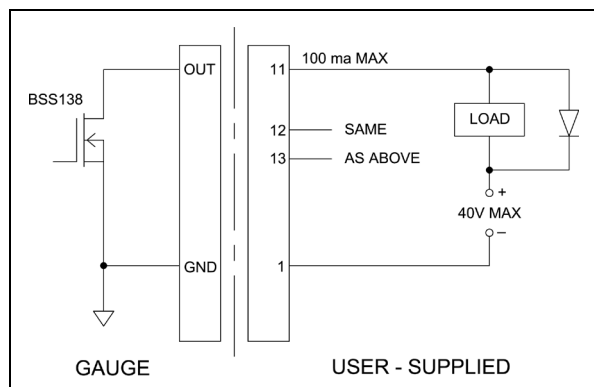 OUT
11
100 ma MAX
BSS138
LOAD
12
SAME
13
AS ABOVE
+
40V MAX
–
GND
1
GAUGE
USER - SUPPLIED